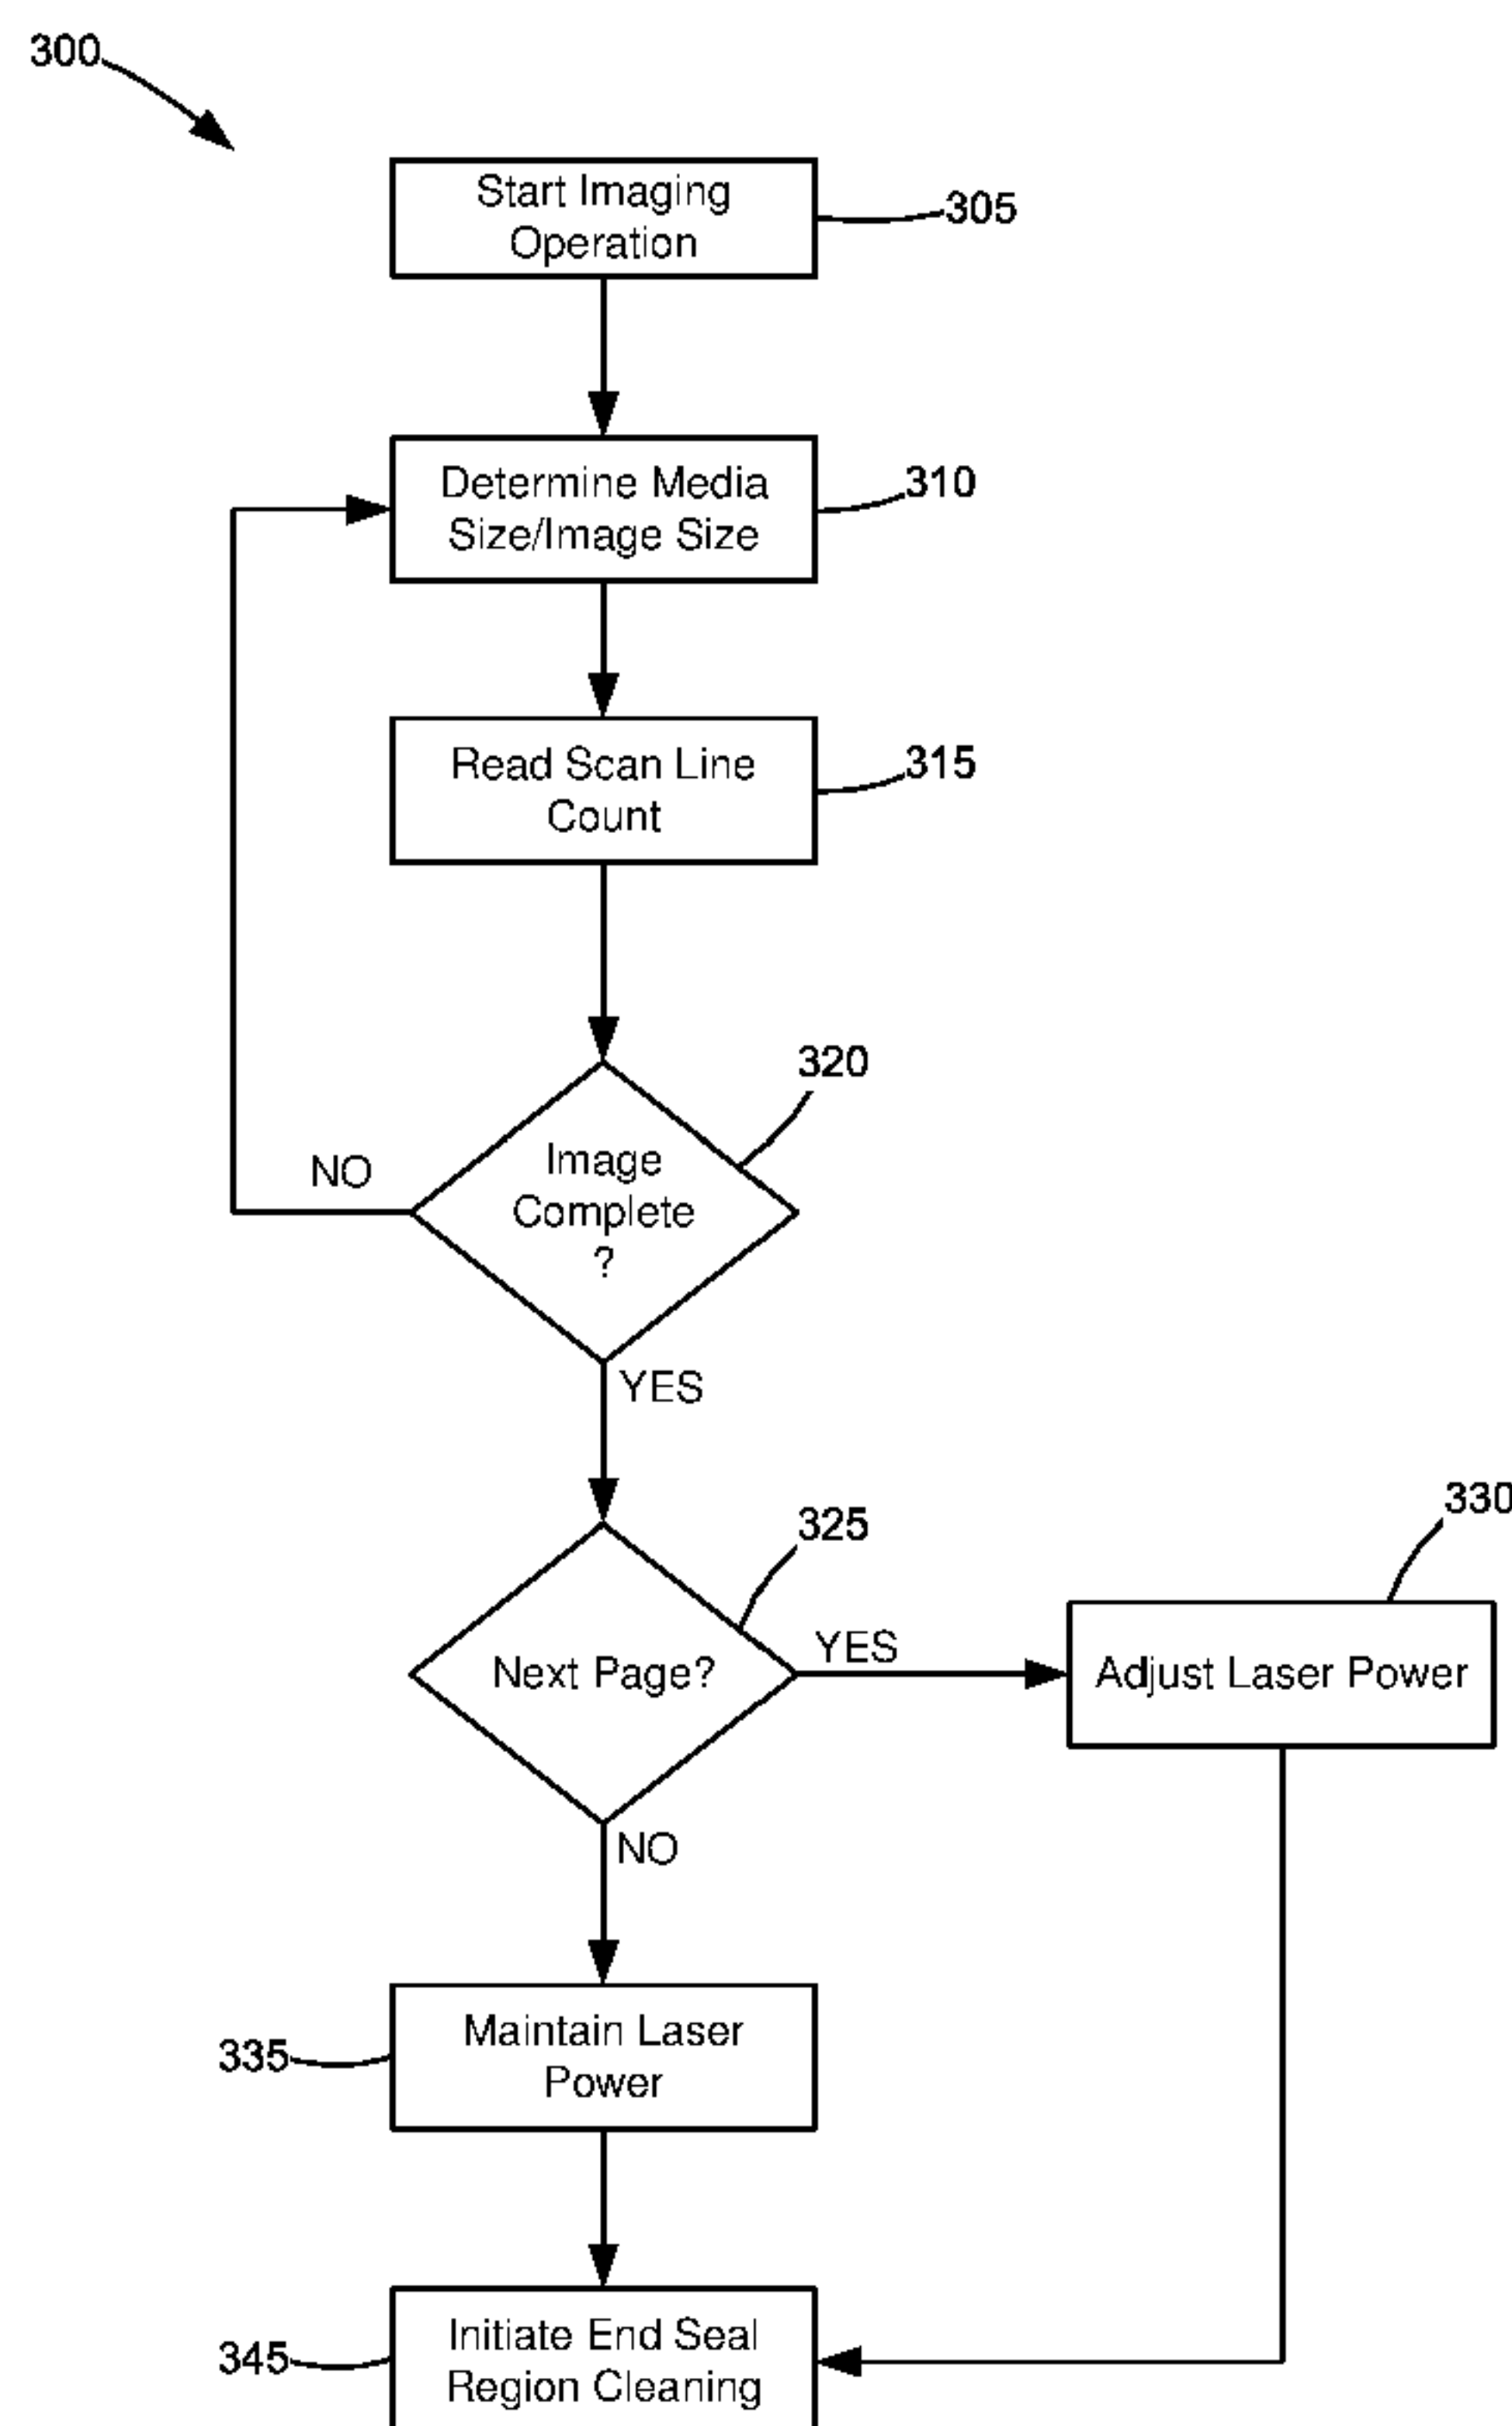 300
Start Imaging
Operation
305
Determine Media
Size/Image Size
310
Read Scan Line
Count
315
320
Image
Complete
?
NO
YES
325
330
Next Page?
YES
Adjust Laser Power
NO
335
Maintain Laser
Power
345
Initiate End Seal
Region Cleaning